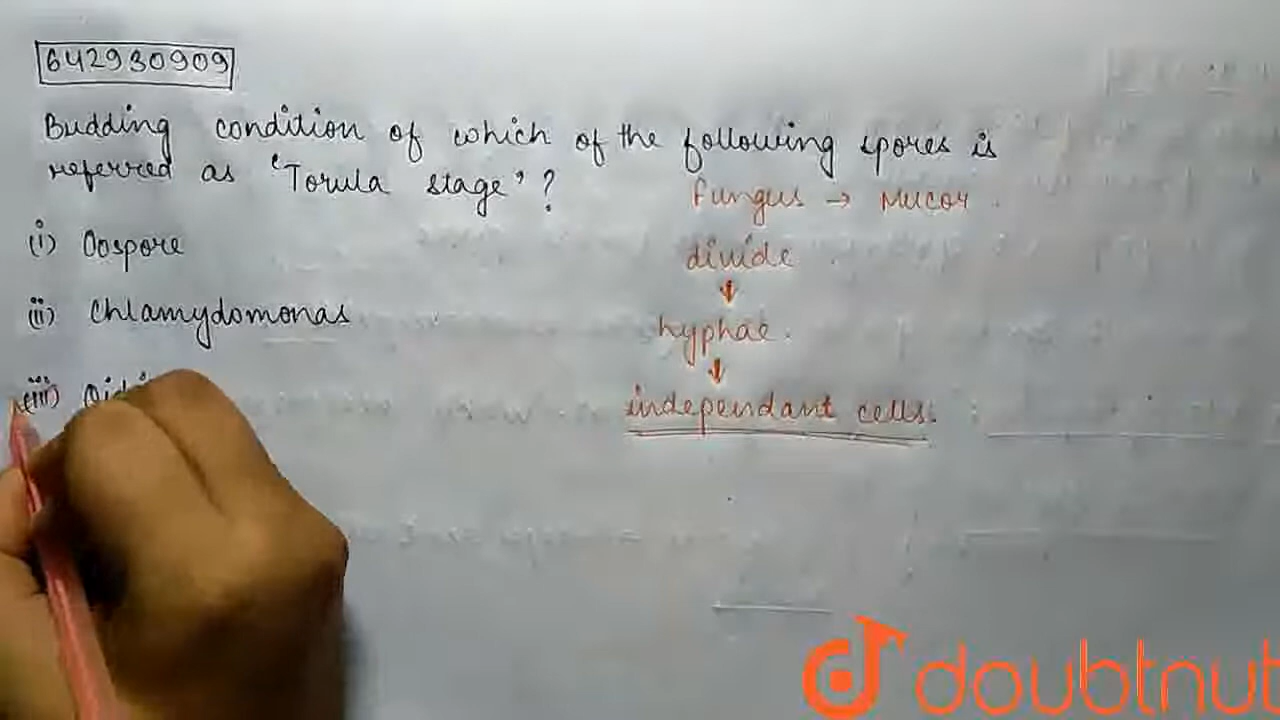 642930909
Budding condition of which of the following spores is
referred as 'Torula stage' ?
Fungus → Mucor.
(i) Oospore
divide
↓
(ii) Chlamydomonas
hyphae.
↓
(iii)
independant cells.
doubtnut